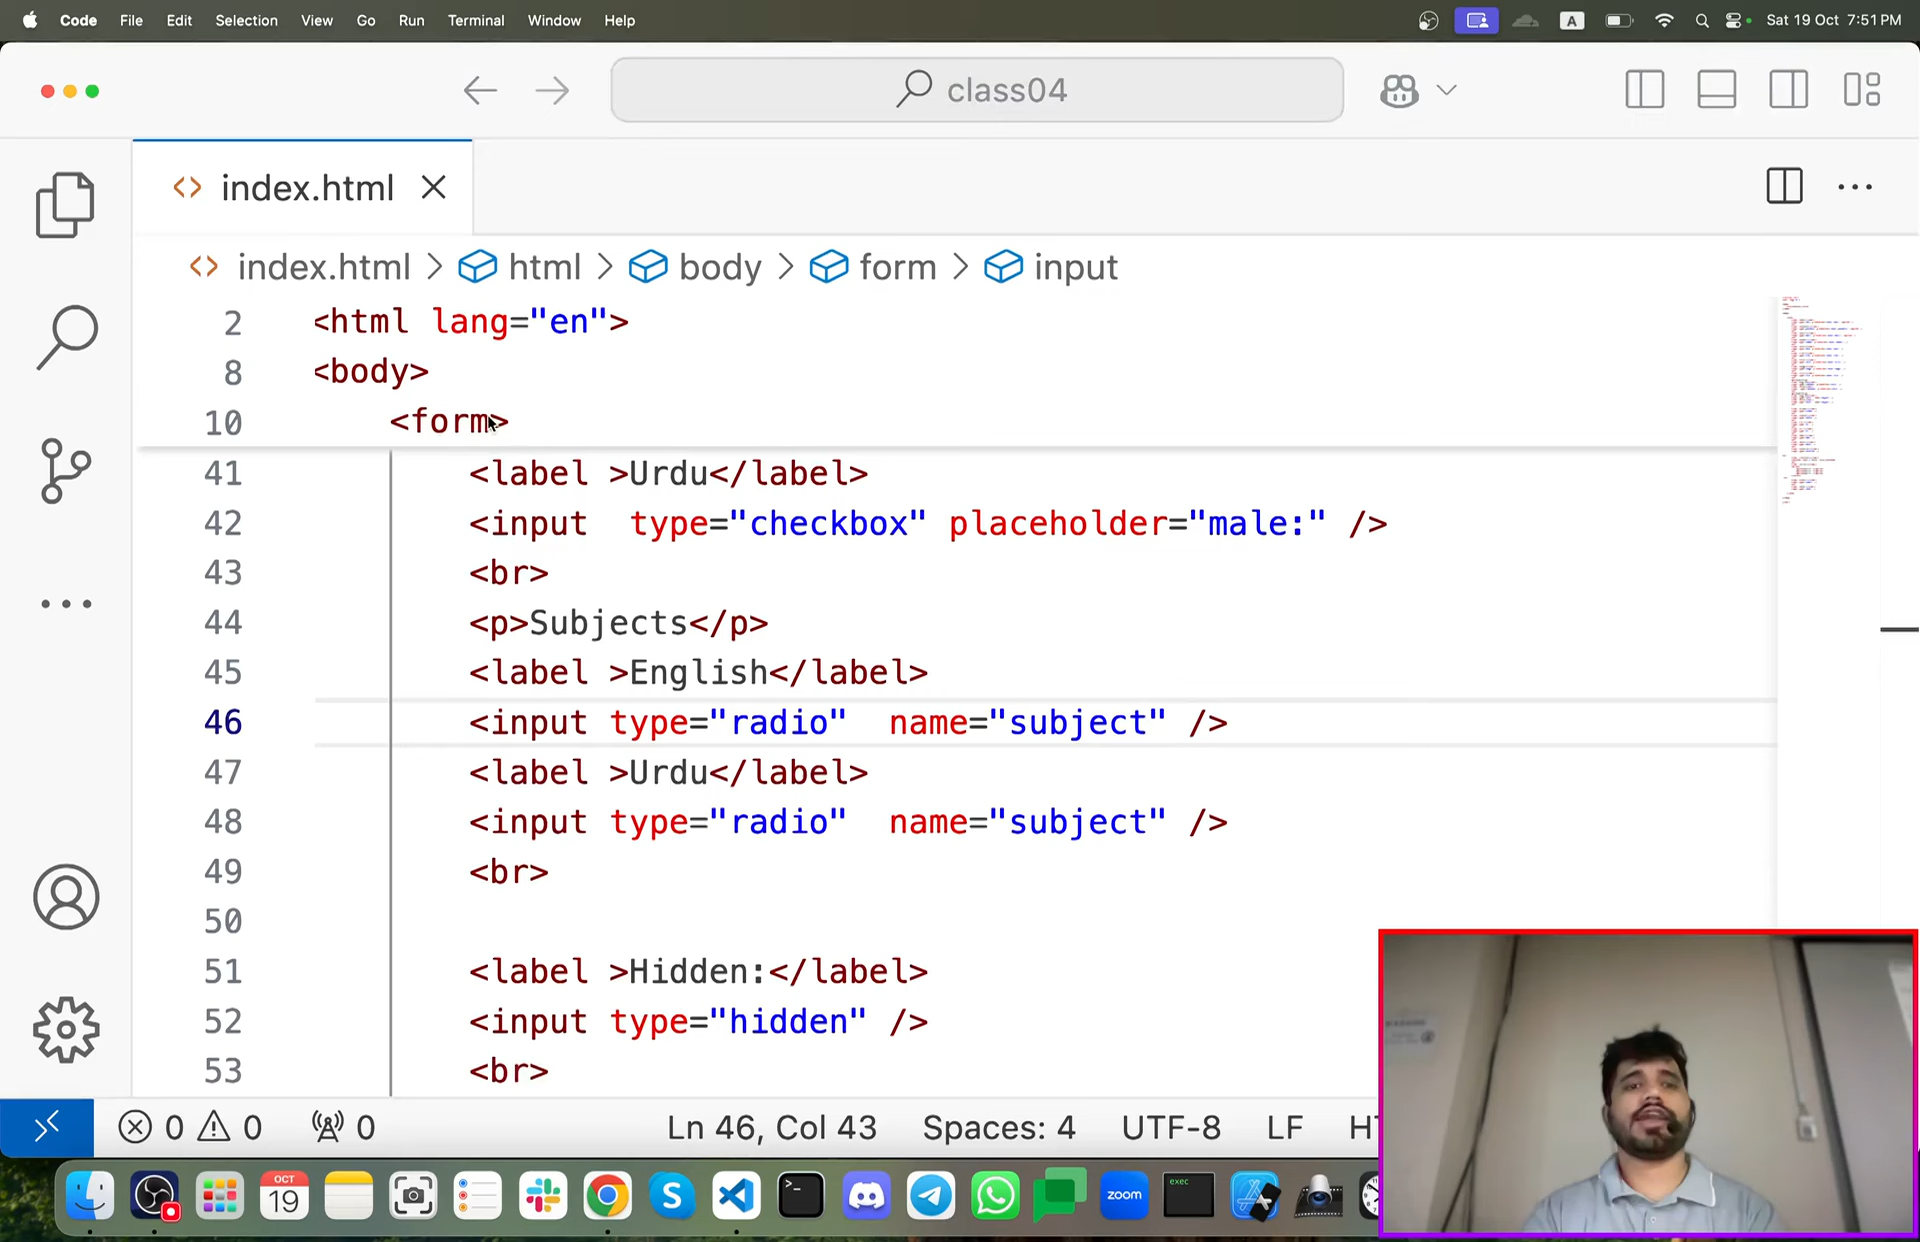 Code File Edit Selection View Go Run Terminal Window Help A Sat 19 Oct 7:51 PM
class04
index.html
index.html > html > body > form > input
2 <html lang="en">
8 <body>
10 <form>
41 <label >Urdu</label>
42 <input  type="checkbox" placeholder="male:" />
43 <br>
44 <p>Subjects</p>
45 <label >English</label>
46 <input type="radio"  name="subject" />
47 <label >Urdu</label>
48 <input type="radio"  name="subject" />
49 <br>
50
51 <label >Hidden:</label>
52 <input type="hidden" />
53 <br>
0 0 0 Ln 46, Col 43 Spaces: 4 UTF-8 LF
OCT
19
S
>_
zoom
exec